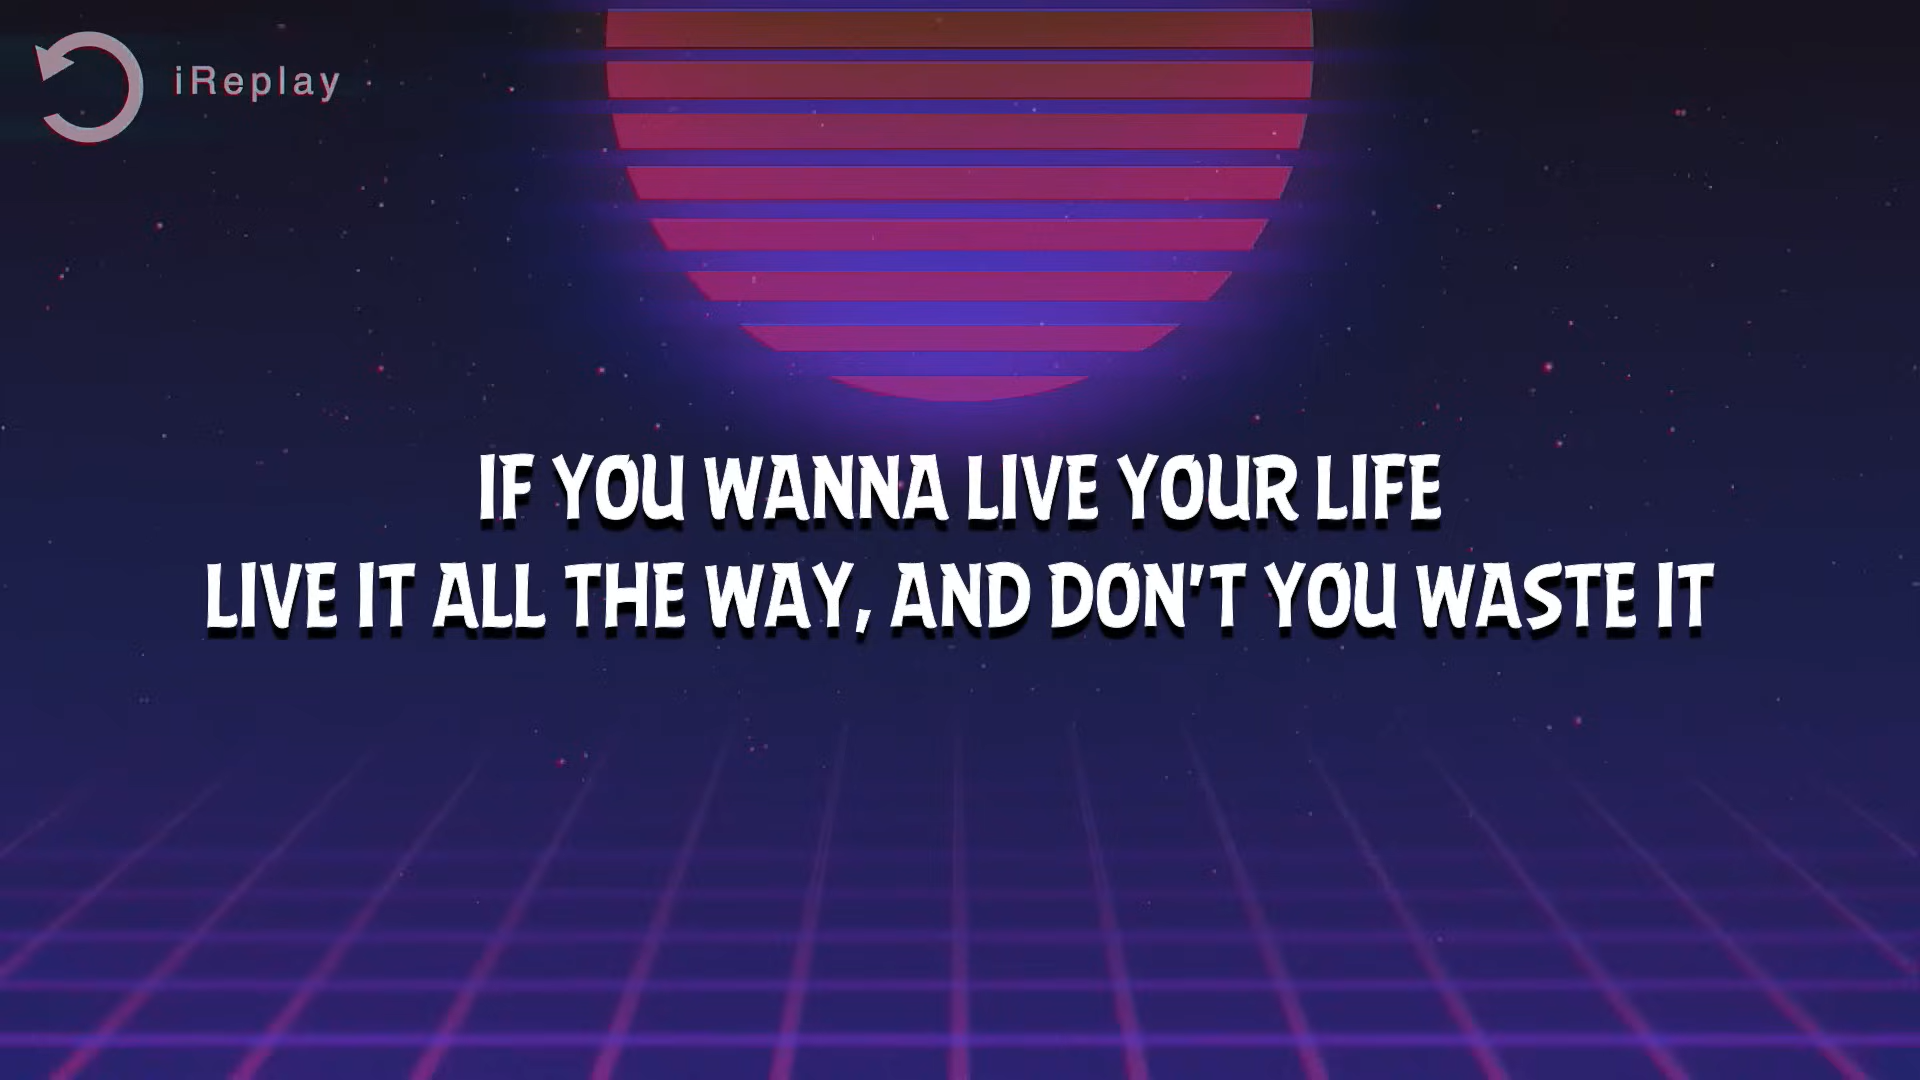 iReplay
IF YOU WANNA LIVE YOUR LIFE
LIVE IT ALL THE WAY, AND DON'T YOU WASTE IT